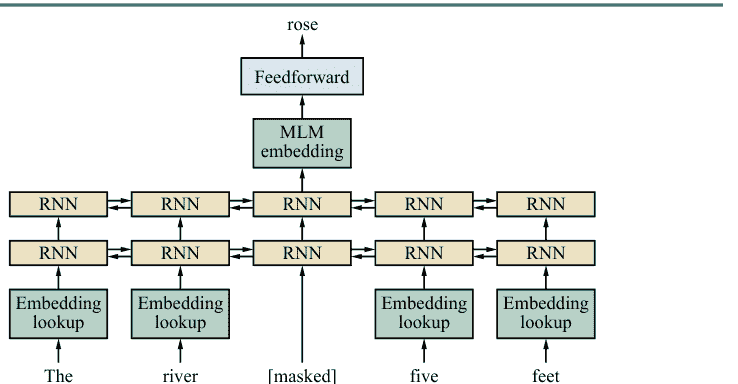 rose
Feedforward
MLM
embedding
RNN RNN RNN RNN RNN
RNN RNN RNN RNN RNN
Embedding Embedding Embedding Embedding
lookup lookup lookup lookup
The river [masked] five feet